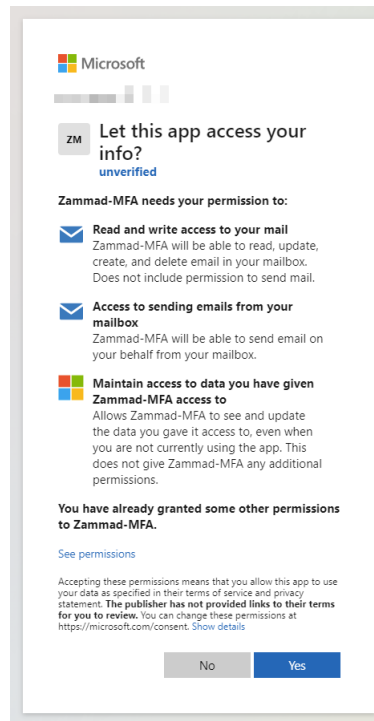 Microsoft
ZM
Let this app access your
info?
unverified
Zammad-MFA needs your permission to:
Read and write access to your mail
Zammad-MFA will be able to read, update,
create, and delete email in your mailbox.
Does not include permission to send mail.
Access to sending emails from your
mailbox
Zammad-MFA will be able to send email on
your behalf from your mailbox.
Maintain access to data you have given
Zammad-MFA access to
Allows Zammad-MFA to see and update
the data you gave it access to, even when
you are not currently using the app. This
does not give Zammad-MFA any additional
permissions.
You have already granted some other permissions
to Zammad-MFA.
See permissions
Accepting these permissions means that you allow this app to use
your data as specified in their terms of service and privacy
statement. The publisher has not provided links to their terms
for you to review. You can change these permissions at
https://microsoft.com/consent. Show details
No
Yes